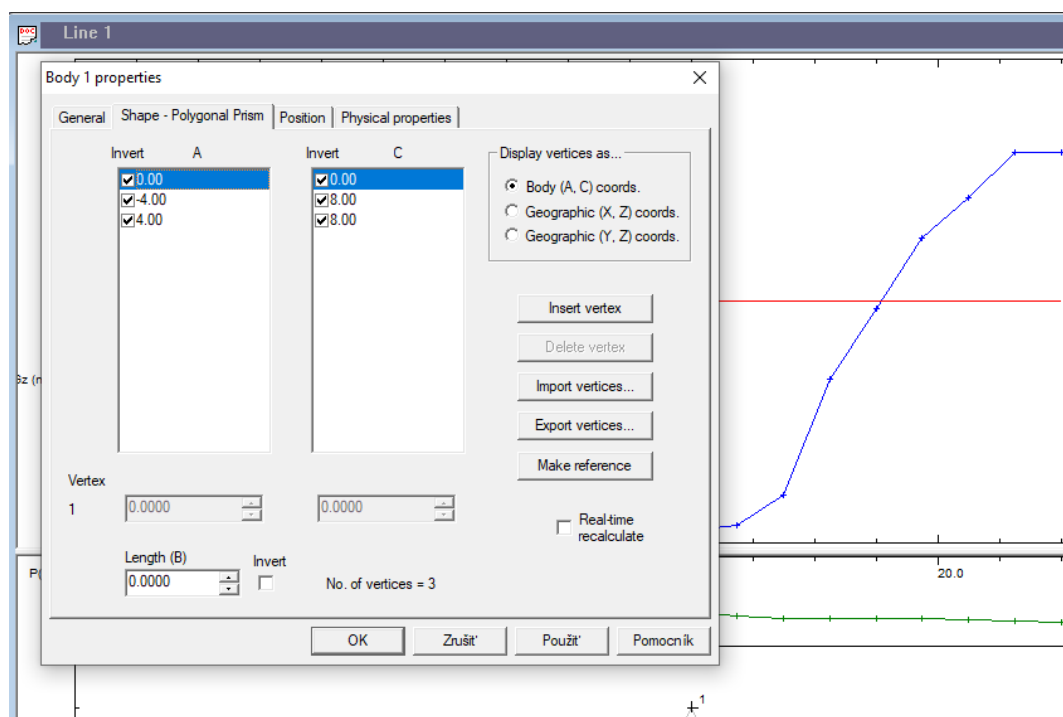 DOC
Line 1
Body 1 properties
General
Shape - Polygonal Prism
Position
Physical properties
Invert A
Invert C
0.00
-4.00
4.00
0.00
8.00
8.00
Display vertices as...
Body (A, C) coords.
Geographic (X, Z) coords.
Geographic (Y, Z) coords.
Insert vertex
Delete vertex
Import vertices...
Export vertices...
Make reference
Vertex
1
0.0000
0.0000
Real-time
recalculate
Length (B)
Invert
0.0000
No. of vertices = 3
OK
Zrušiť
Použiť
Pomocník
20.0
1